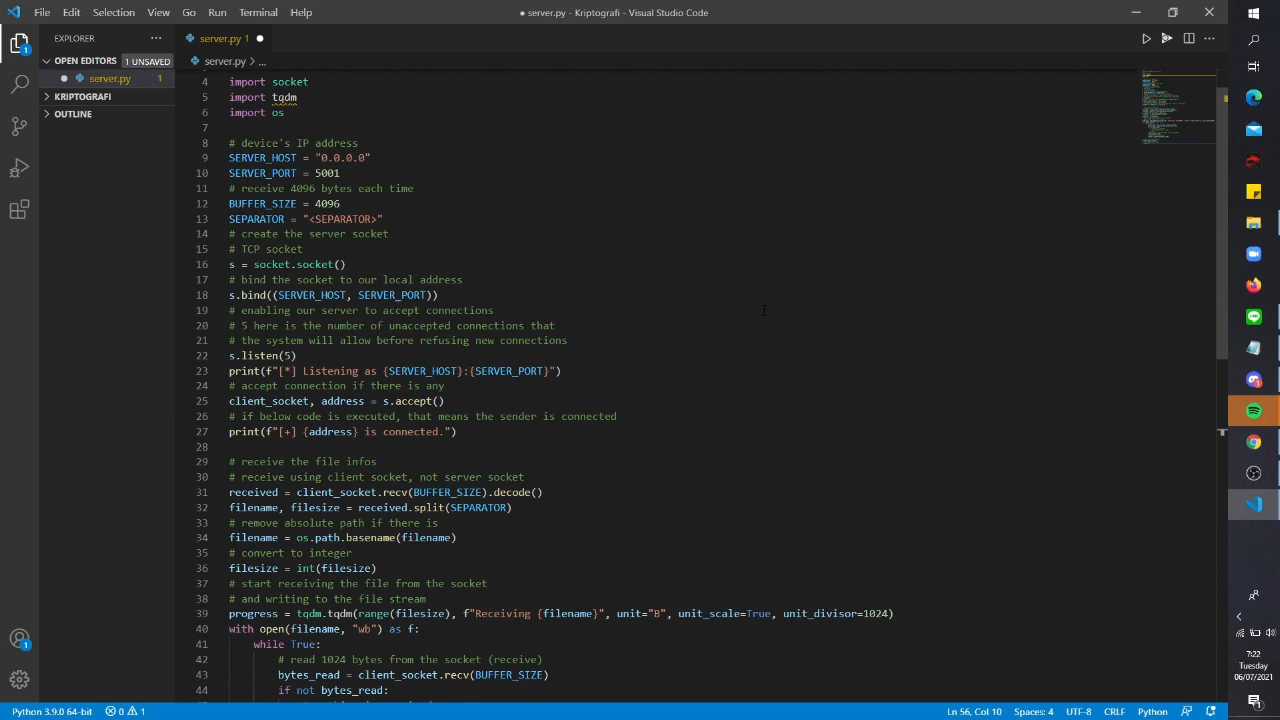 File Edit Selection View Go Run Terminal Help
● server.py - Kriptografi - Visual Studio Code
EXPLORER
OPEN EDITORS 1 UNSAVED
server.py 1
KRIPTOGRAFI
OUTLINE
server.py 1
server.py > ...
4 import socket
5 import tqdm
6 import os
7
8 # device's IP address
9 SERVER_HOST = "0.0.0.0"
10 SERVER_PORT = 5001
11 # receive 4096 bytes each time
12 BUFFER_SIZE = 4096
13 SEPARATOR = "<SEPARATOR>"
14 # create the server socket
15 # TCP socket
16 s = socket.socket()
17 # bind the socket to our local address
18 s.bind((SERVER_HOST, SERVER_PORT))
19 # enabling our server to accept connections
20 # 5 here is the number of unaccepted connections that
21 # the system will allow before refusing new connections
22 s.listen(5)
23 print(f"[*] Listening as {SERVER_HOST}:{SERVER_PORT}")
24 # accept connection if there is any
25 client_socket, address = s.accept()
26 # if below code is executed, that means the sender is connected
27 print(f"[+] {address} is connected.")
28
29 # receive the file infos
30 # receive using client socket, not server socket
31 received = client_socket.recv(BUFFER_SIZE).decode()
32 filename, filesize = received.split(SEPARATOR)
33 # remove absolute path if there is
34 filename = os.path.basename(filename)
35 # convert to integer
36 filesize = int(filesize)
37 # start receiving the file from the socket
38 # and writing to the file stream
39 progress = tqdm.tqdm(range(filesize), f"Receiving {filename}", unit="B", unit_scale=True, unit_divisor=1024)
40 with open(filename, "wb") as f:
41 while True:
42 # read 1024 bytes from the socket (receive)
43 bytes_read = client_socket.recv(BUFFER_SIZE)
44 if not bytes_read:
Python 3.9.0 64-bit 0 1
Ln 56, Col 10 Spaces: 4 UTF-8 CRLF Python
7:22
Tuesday
06/07/2021